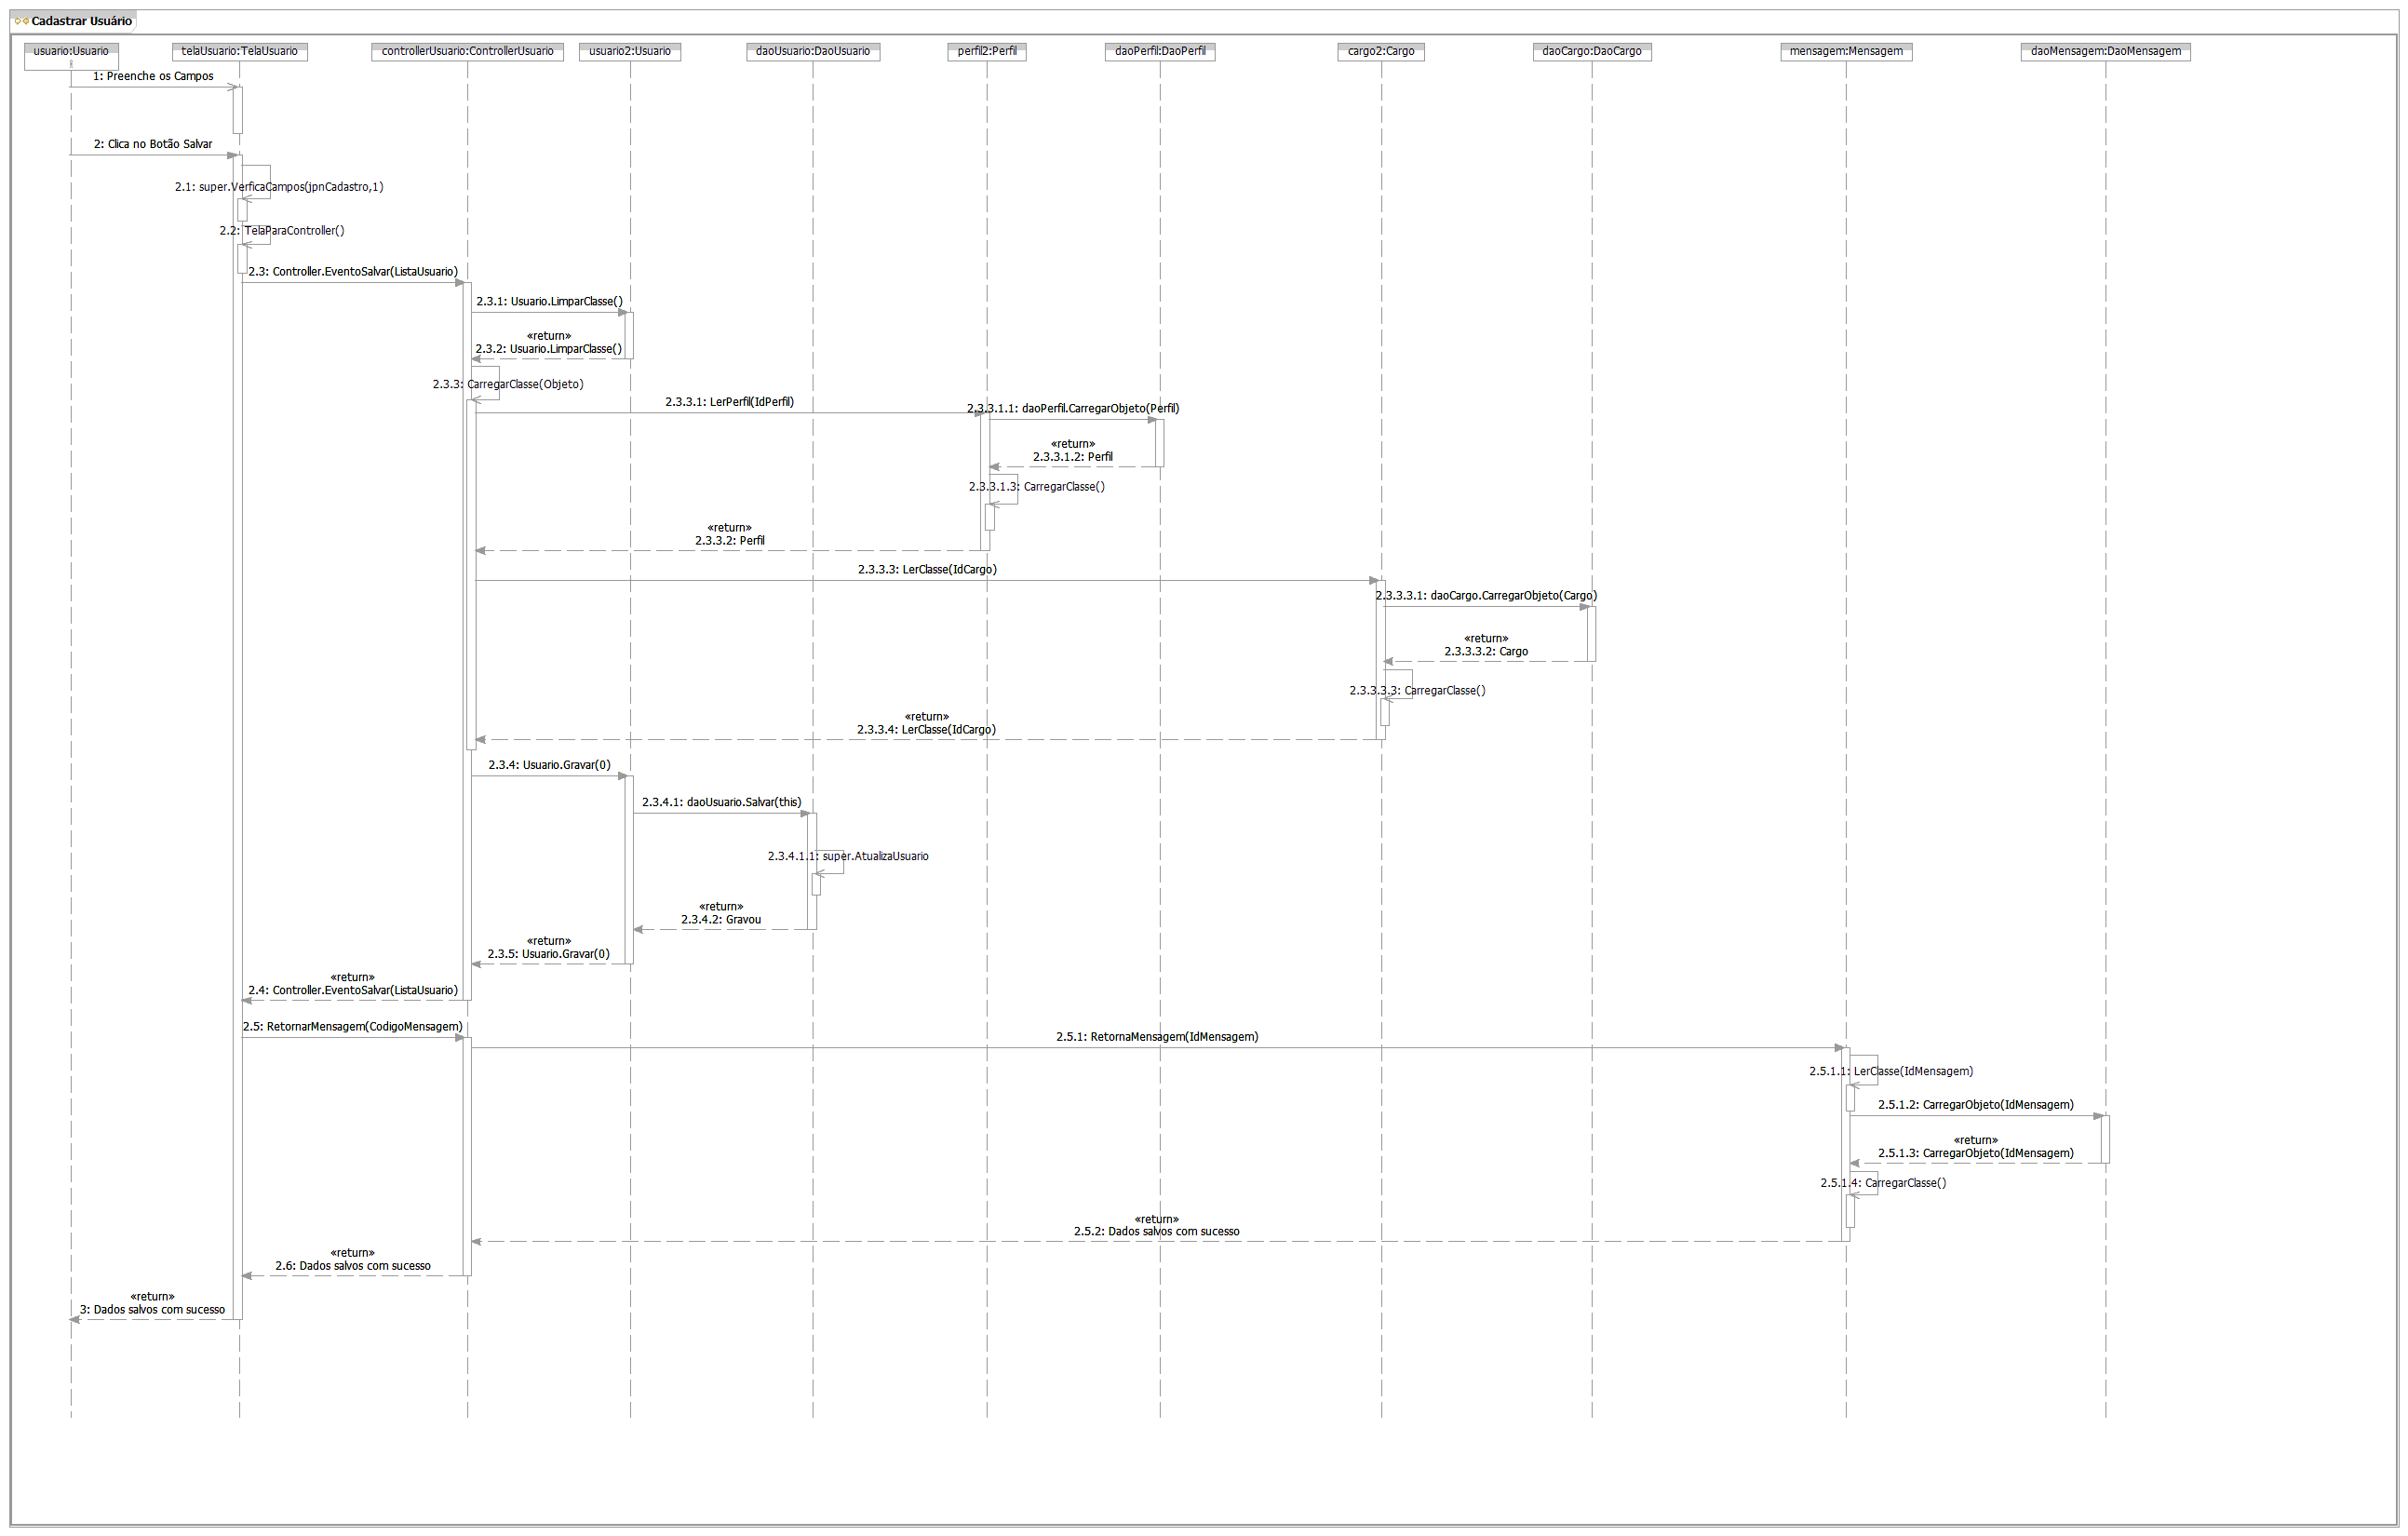 Cadastrar Usuário
usuario:Usuario
telaUsuario:TelaUsuario
controllerUsuario:ControllerUsuario
usuario2:Usuario
daoUsuario:DaoUsuario
perfil2:Perfil
daoPerfil:DaoPerfil
cargo2:Cargo
daoCargo:DaoCargo
mensagem:Mensagem
daoMensagem:DaoMensagem
1: Preenche os Campos
2: Clica no Botão Salvar
2.1: super.VerficaCampos(jpnCadastro,1)
2.2: TelaParaController()
2.3: Controller.EventoSalvar(ListaUsuario)
2.3.1: Usuario.LimparClasse()
«return»
2.3.2: Usuario.LimparClasse()
2.3.3: CarregarClasse(Objeto)
2.3.3.1: LerPerfil(IdPerfil)
2.3.3.1.1: daoPerfil.CarregarObjeto(Perfil)
«return»
2.3.3.1.2: Perfil
2.3.3.1.3: CarregarClasse()
«return»
2.3.3.2: Perfil
2.3.3.3: LerClasse(IdCargo)
2.3.3.3.1: daoCargo.CarregarObjeto(Cargo)
«return»
2.3.3.3.2: Cargo
2.3.3.3.3: CarregarClasse()
«return»
2.3.3.4: LerClasse(IdCargo)
2.3.4: Usuario.Gravar(0)
2.3.4.1: daoUsuario.Salvar(this)
2.3.4.1.1: super.AtualizaUsuario
«return»
2.3.4.2: Gravou
«return»
2.3.5: Usuario.Gravar(0)
«return»
2.4: Controller.EventoSalvar(ListaUsuario)
2.5: RetornarMensagem(CodigoMensagem)
2.5.1: RetornaMensagem(IdMensagem)
2.5.1.1: LerClasse(IdMensagem)
2.5.1.2: CarregarObjeto(IdMensagem)
«return»
2.5.1.3: CarregarObjeto(IdMensagem)
2.5.1.4: CarregarClasse()
«return»
2.5.2: Dados salvos com sucesso
«return»
2.6: Dados salvos com sucesso
«return»
3: Dados salvos com sucesso